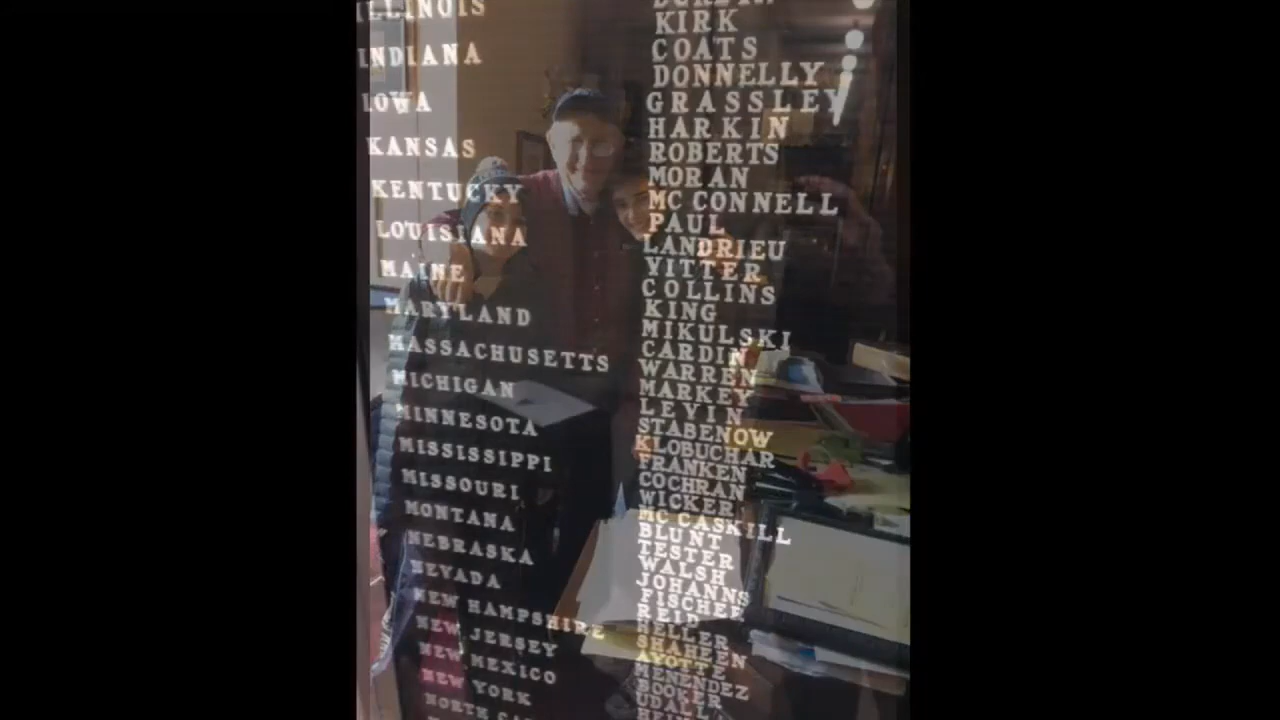 ILLINOIS
KIRK
INDIANA
COATS
DONNELLY
IOWA
GRASSLEY
HARKIN
KANSAS
ROBERTS
MORAN
KENTUCKY
MC CONNELL
PAUL
LOUISIANA
LANDRIEU
VITTER
MAINE
COLLINS
KING
MARYLAND
MIKULSKI
CARDIN
MASSACHUSETTS
WARREN
MARKEY
MICHIGAN
LEVIN
STABENOW
MINNESOTA
KLOBUCHAR
FRANKEN
MISSISSIPPI
COCHRAN
WICKER
MISSOURI
MC CASKILL
BLUNT
MONTANA
TESTER
WALSH
NEBRASKA
JOHANNS
FISCHER
NEVADA
REID
HELLER
NEW HAMPSHIRE
SHAHEEN
AYOTTE
NEW JERSEY
MENENDEZ
BOOKER
NEW MEXICO
UDALL
NEW YORK
NORTH